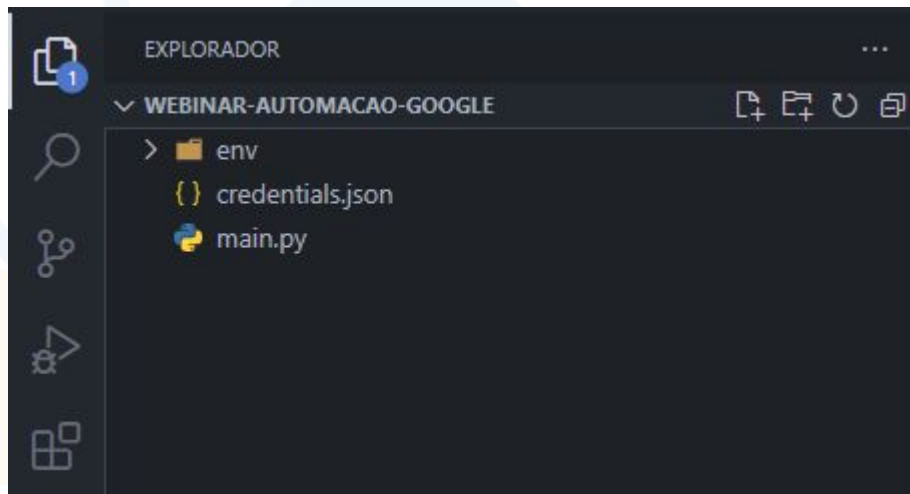 EXPLORADOR
WEBINAR-AUTOMACAO-GOOGLE
env
credentials.json
main.py
1